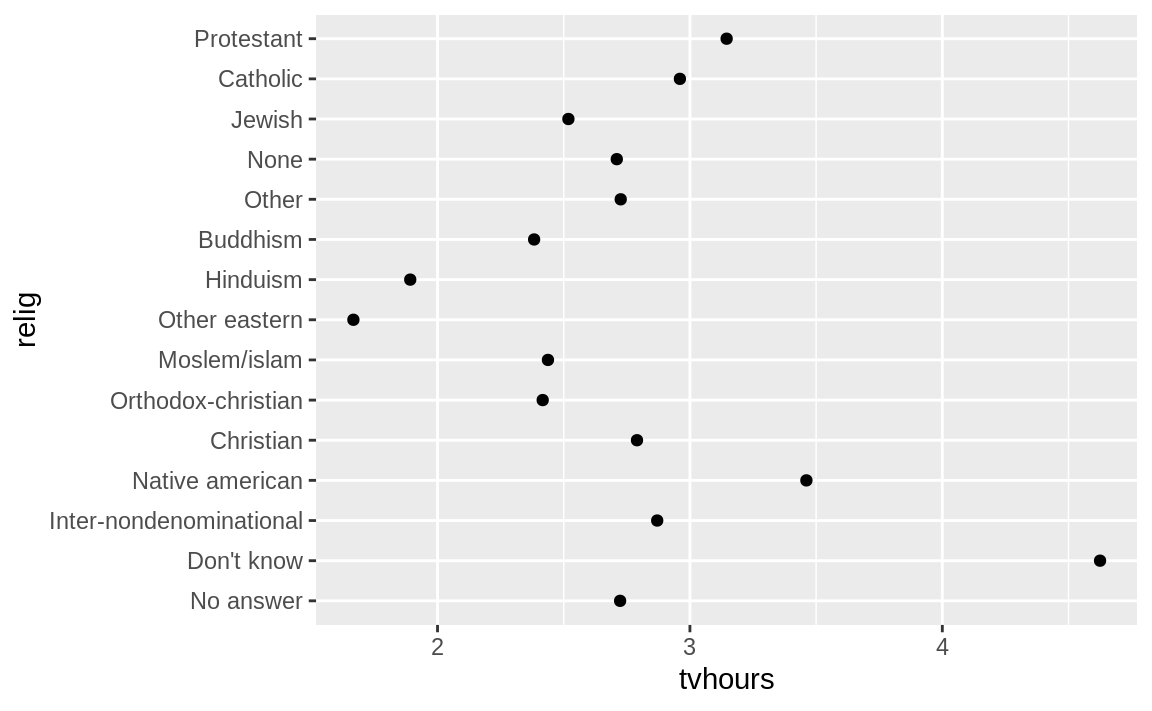 Protestant
Catholic
Jewish
None
Other
Buddhism
Hinduism
Other eastern
Moslem/islam
Orthodox-christian
Christian
Native american
Inter-nondenominational
Don't know
No answer
relig
2 3 4
tvhours